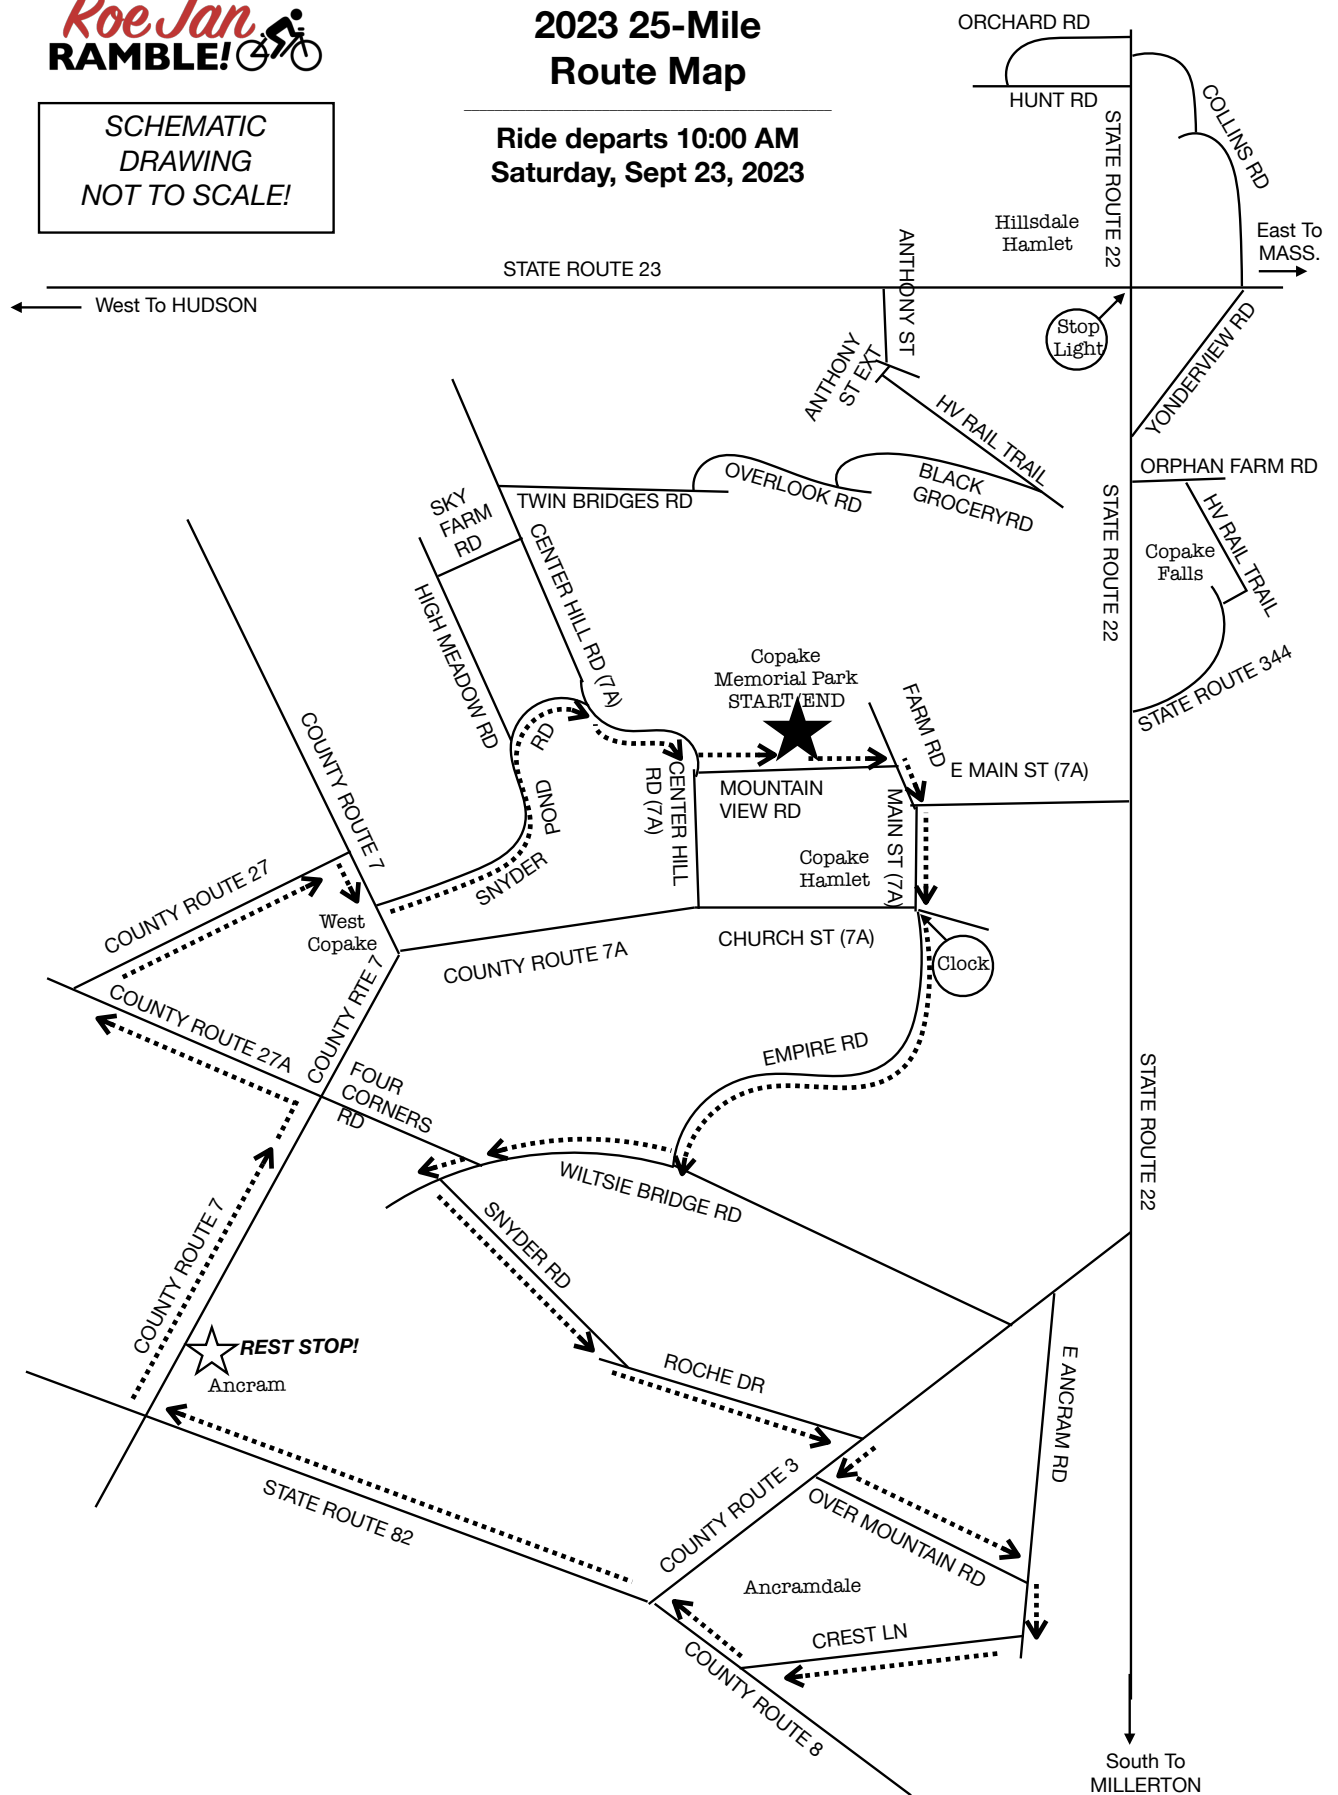 Roe Jan
RAMBLE!
2023 25-Mile
Route Map
Ride departs 10:00 AM
Saturday, Sept 23, 2023
SCHEMATIC
DRAWING
NOT TO SCALE!
ORCHARD RD
HUNT RD
STATE ROUTE 22
COLLINS RD
Hillsdale
Hamlet
East To
MASS.
STATE ROUTE 23
West To HUDSON
ANTHONY ST
Stop
Light
ANTHONY
ST EXT
YONDERVIEW RD
HV RAIL TRAIL
ORPHAN FARM RD
TWIN BRIDGES RD
OVERLOOK RD
BLACK
GROCERYRD
SKY
FARM
RD
STATE ROUTE 22
HV RAIL TRAIL
Copake
Falls
CENTER HILL RD (7A)
HIGH MEADOW RD
STATE ROUTE 344
Copake
Memorial Park
START/END
FARM RD
COUNTY ROUTE 7
SNYDER
POND
RD
CENTER HILL
RD (7A)
MOUNTAIN
VIEW RD
E MAIN ST (7A)
MAIN ST (7A)
Copake
Hamlet
COUNTY ROUTE 27
West
Copake
COUNTY ROUTE 7A
CHURCH ST (7A)
Clock
COUNTY ROUTE 27A
COUNTY RTE 7
FOUR
CORNERS
RD
EMPIRE RD
STATE ROUTE 22
WILTSIE BRIDGE RD
SNYDER RD
COUNTY ROUTE 7
REST STOP!
Ancram
ROCHE DR
E ANCRAM RD
STATE ROUTE 82
COUNTY ROUTE 3
OVER MOUNTAIN RD
Ancramdale
CREST LN
COUNTY ROUTE 8
South To
MILLERTON